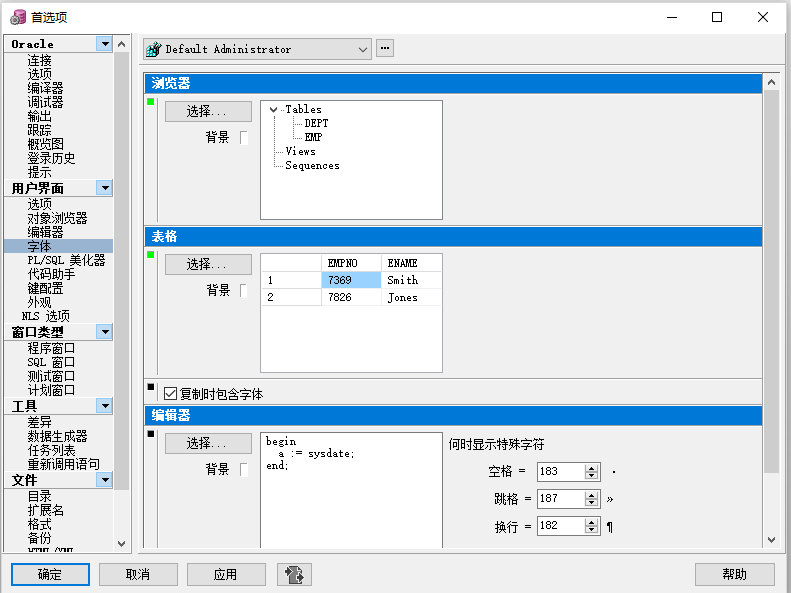 首选项
Oracle
连接
选项
编译器
调试器
输出
跟踪
概览图
登录历史
提示
用户界面
选项
对象浏览器
编辑器
字体
PL/SQL 美化器
代码助手
键配置
外观
NLS 选项
窗口类型
程序窗口
SQL 窗口
测试窗口
计划窗口
工具
差异
数据生成器
任务列表
重新调用语句
文件
目录
扩展名
格式
备份
HTML/XML
Default Administrator
浏览器
选择...
背景
Tables
DEPT
EMP
Views
Sequences
表格
选择...
背景
EMPNO ENAME
1 7369 Smith
2 7826 Jones
复制时包含字体
编辑器
选择...
背景
begin
a := sysdate;
end;
何时显示特殊字符
空格 = 183 ·
跳格 = 187 »
换行 = 182 ¶
确定
取消
应用
帮助